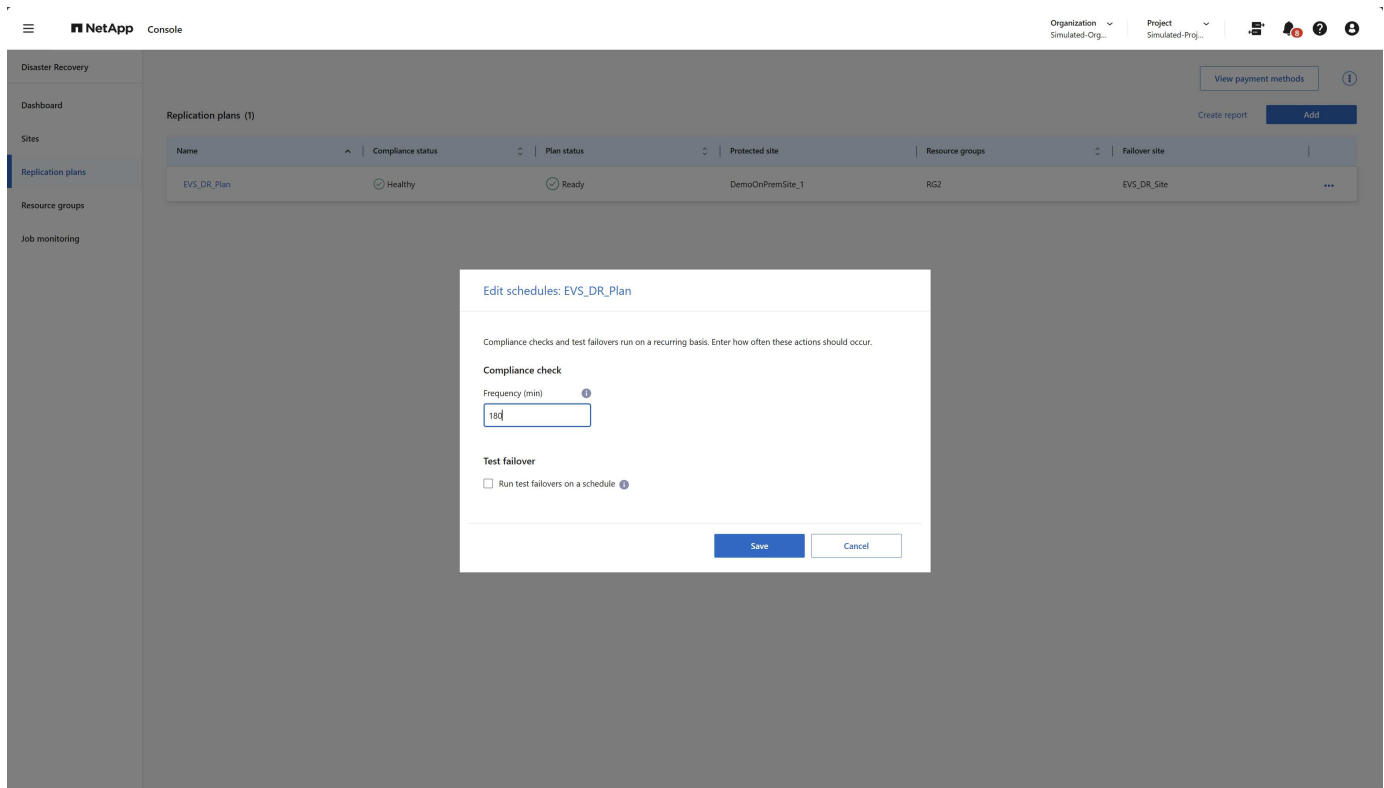 NetApp Console
Organization
Simulated-Org...
Project
Simulated-Proj...
8
Disaster Recovery
Dashboard
Sites
Replication plans
Resource groups
Job monitoring
View payment methods
Replication plans (1)
Create report
Add
Name Compliance status Plan status Protected site Resource groups Failover site
EVS_DR_Plan Healthy Ready DemoOnPremSite_1 RG2 EVS_DR_Site
Edit schedules: EVS_DR_Plan
Compliance checks and test failovers run on a recurring basis. Enter how often these actions should occur.
Compliance check
Frequency (min)
180
Test failover
Run test failovers on a schedule
Save Cancel